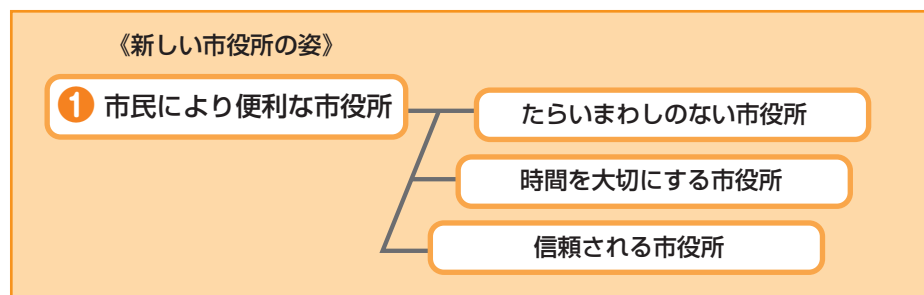 《新しい市役所の姿》
❶ 市民により便利な市役所
たらいまわしのない市役所
時間を大切にする市役所
信頼される市役所